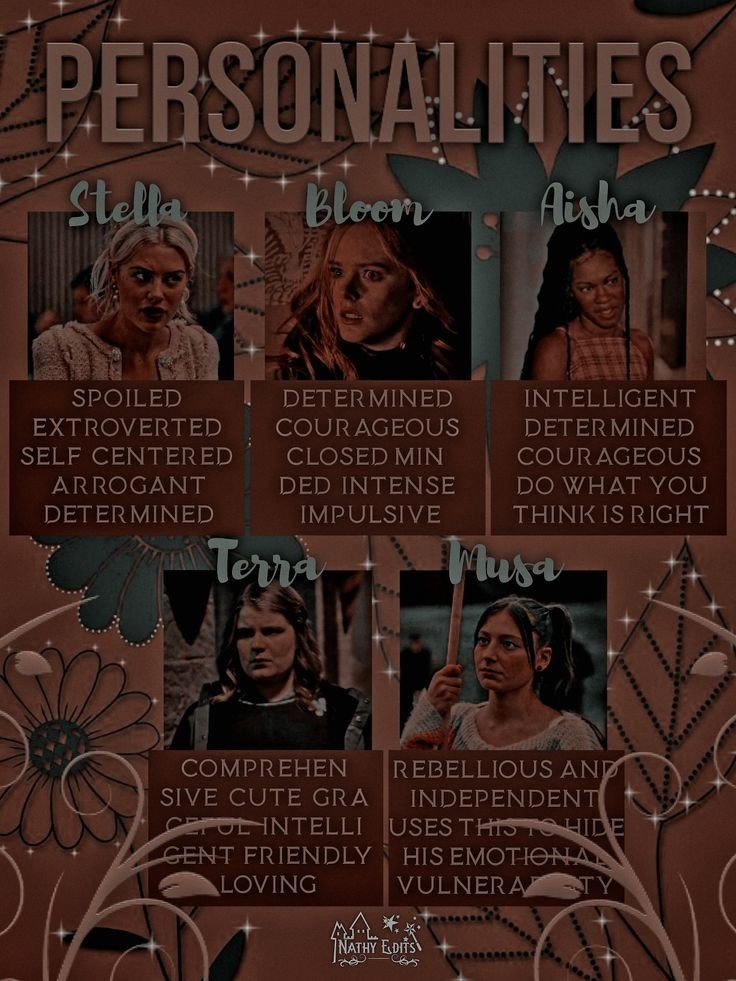 PERSONALITIES
Stella
Bloom
Aisha
SPOILED
EXTROVERTED
SELF CENTERED
ARROGANT
DETERMINED
DETERMINED
COURAGEOUS
CLOSED MIN
DED INTENSE
IMPULSIVE
INTELLIGENT
DETERMINED
COURAGEOUS
DO WHAT YOU
THINK IS RIGHT
Terra
Musa
COMPREHEN
SIVE CUTE GRA
CEFUL INTELLI
GENT FRIENDLY
LOVING
REBELLIOUS AND
INDEPENDENT
USES THIS TO HIDE
HIS EMOTIONAL
VULNERABILITY
NATHY EDITS